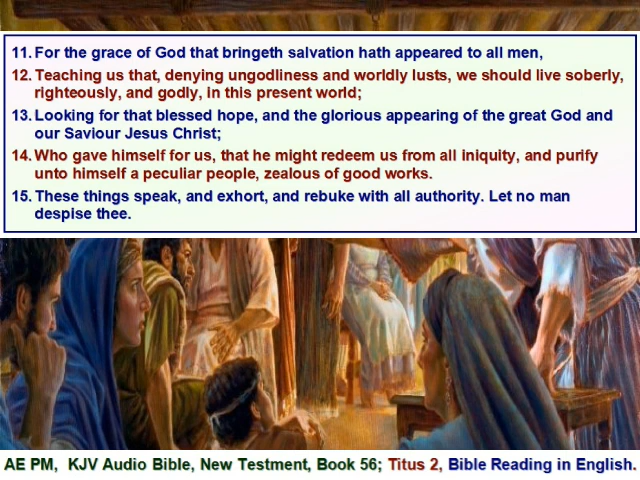 11. For the grace of God that bringeth salvation hath appeared to all men,
12. Teaching us that, denying ungodliness and worldly lusts, we should live soberly,
righteously, and godly, in this present world;
13. Looking for that blessed hope, and the glorious appearing of the great God and
our Saviour Jesus Christ;
14. Who gave himself for us, that he might redeem us from all iniquity, and purify
unto himself a peculiar people, zealous of good works.
15. These things speak, and exhort, and rebuke with all authority. Let no man
despise thee.
AE PM, KJV Audio Bible, New Testment, Book 56; Titus 2, Bible Reading in English.